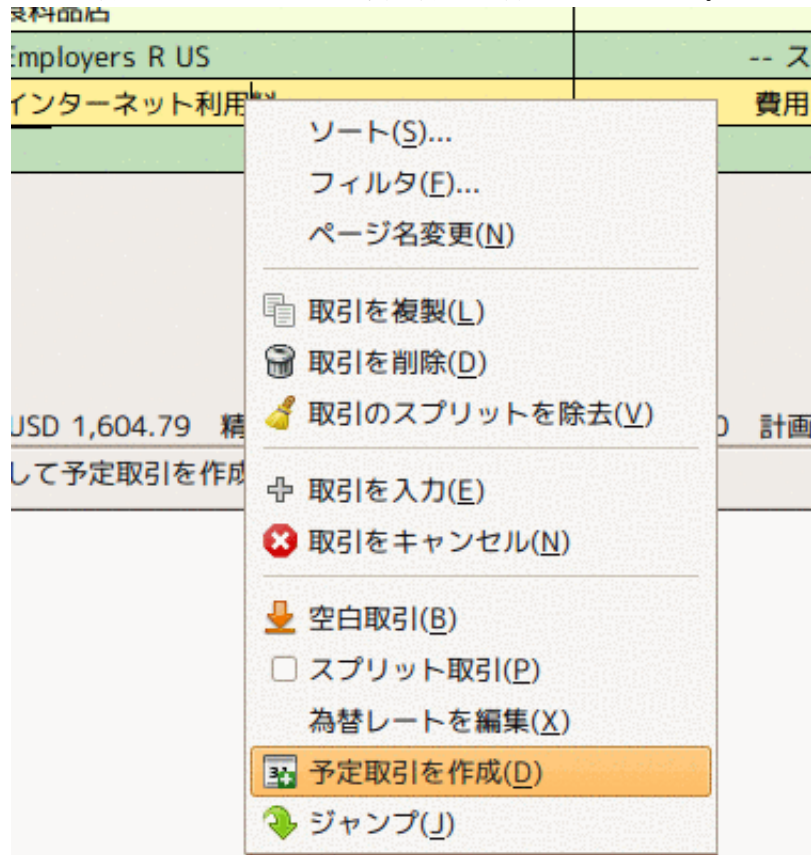 食料品店
Employers R US
-- ス
インターネット利用料
費用
ソート(S)...
フィルタ(F)...
ページ名変更(N)
取引を複製(L)
取引を削除(D)
取引のスプリットを除去(V)
USD 1,604.79 精
計画
して予定取引を作成
取引を入力(E)
取引をキャンセル(N)
空白取引(B)
スプリット取引(P)
為替レートを編集(X)
予定取引を作成(D)
ジャンプ(J)